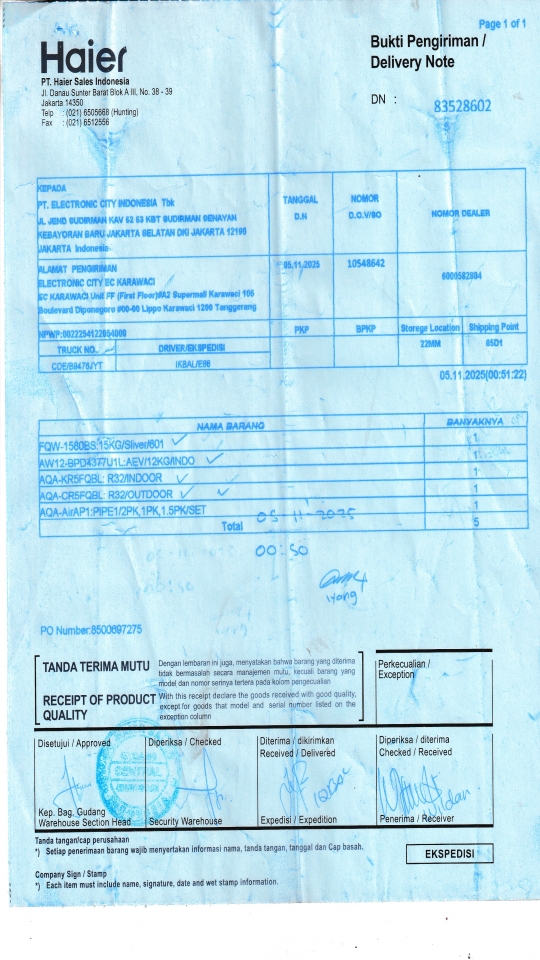 Page 1 of 1
Haier
Bukti Pengiriman /
Delivery Note
PT. Haier Sales Indonesia
Jl. Danau Sunter Barat Blok A III, No. 38 - 39
Jakarta 14350
Telp : (021) 6505668 (Hunting)
Fax : (021) 6512556
DN : 83528602
KEPADA
PT. ELECTRONIC CITY INDONESIA Tbk
JL JEND SUDIRMAN KAV 52 53 KBT SUDIRMAN SENAYAN
KEBAYORAN BARU JAKARTA SELATAN DKI JAKARTA 12190
JAKARTA Indonesia
TANGGAL
D.N
NOMOR
D.O.V/SO
NOMOR DEALER
ALAMAT PENGIRIMAN
ELECTRONIC CITY EC KARAWACI
EC KARAWACI Unit FF (First Floor)#A2 Supermall Karawaci 105
Boulevard Diponegoro #00-00 Lippo Karawaci 1200 Tanggerang
05.11.2025
10548642
6000582804
NPWP:0022254122054000
PKP
BPKP
Storege Location
Shipping Point
TRUCK NO.
DRIVER/EKSPEDISI
22MM
85D1
CDE/B9476JYT
IKBAL/E86
05.11.2025(00:51:22)
NAMA BARANG
BANYAKNYA
FQW-1580BS:15KG/Sliver/601
1
AW12-BPD4377U1L:AEV/12KG/INDO
1
AQA-KR5FQBL: R32/INDOOR
1
AQA-CR5FQBL: R32/OUTDOOR
1
AQA-AirAP1:PIPE1/2PK,1PK,1.5PK/SET
1
Total
5
05-11-2025
00:50
Iyong
PO Number:8500697275
TANDA TERIMA MUTU
Dengan lembaran ini juga, menyatakan bahwa barang yang diterima
tidak bermasalah secara manajemen mutu, kecuali barang yang
model dan nomor serinya tertera pada kolom pengecualian
RECEIPT OF PRODUCT
QUALITY
With this receipt declare the goods received with good quality,
except for goods that model and serial number listed on the
exception column
Perkecualian /
Exception
Disetujui / Approved
Diperiksa / Checked
Diterima / dikirimkan
Received / Delivered
Diperiksa / diterima
Checked / Received
Kep. Bag. Gudang
Warehouse Section Head
Security Warehouse
Expedisi / Expedition
Penerima / Receiver
Wildan
Tanda tangan/cap perusahaan
*) Setiap penerimaan barang wajib menyertakan informasi nama, tanda tangan, tanggal dan Cap basah.
EKSPEDISI
Company Sign / Stamp
*) Each item must include name, signature, date and wet stamp information.